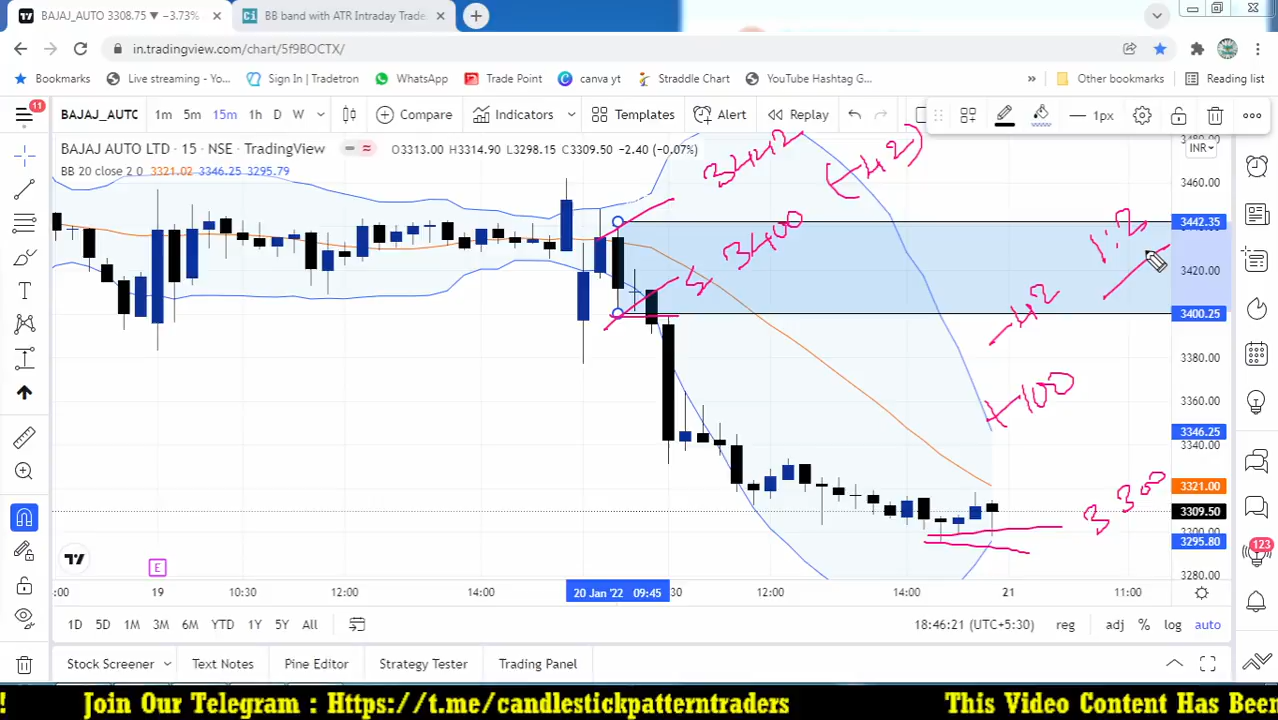 BAJAJ_AUTO 3308.75 ▼ −3.73%
BB band with ATR Intraday Trade
in.tradingview.com/chart/5f9BOCTX/
Bookmarks
Live streaming - Yo...
Sign In | Tradetron
WhatsApp
Trade Point
canva yt
Straddle Chart
YouTube Hashtag G...
»
Other bookmarks
Reading list
11
BAJAJ_AUTC
1m 5m 15m 1h D W
Compare
Indicators
Templates
Alert
Replay
1px
BAJAJ AUTO LTD · 15 · NSE · TradingView
O3313.00 H3314.90 L3298.15 C3309.50 −2.40 (−0.07%)
BB 20 close 2 0 3321.02 3346.25 3295.79
INR
3460.00
3442.35
3420.00
3400.25
3380.00
3360.00
3346.25
3340.00
3321.00
3309.50
3295.80
3280.00
3442
(-42)
S 3400
1:2
-42
+100
3300
E
:00
19
10:30
12:00
14:00
20 Jan '22 09:45
:30
12:00
14:00
21
11:00
1D 5D 1M 3M 6M YTD 1Y 5Y All
18:46:21 (UTC+5:30)
reg
adj % log auto
123
Stock Screener
Text Notes
Pine Editor
Strategy Tester
Trading Panel
! Join Our Telegram : Https://t.me/candlestickpatterntraders This Video Content Has Been